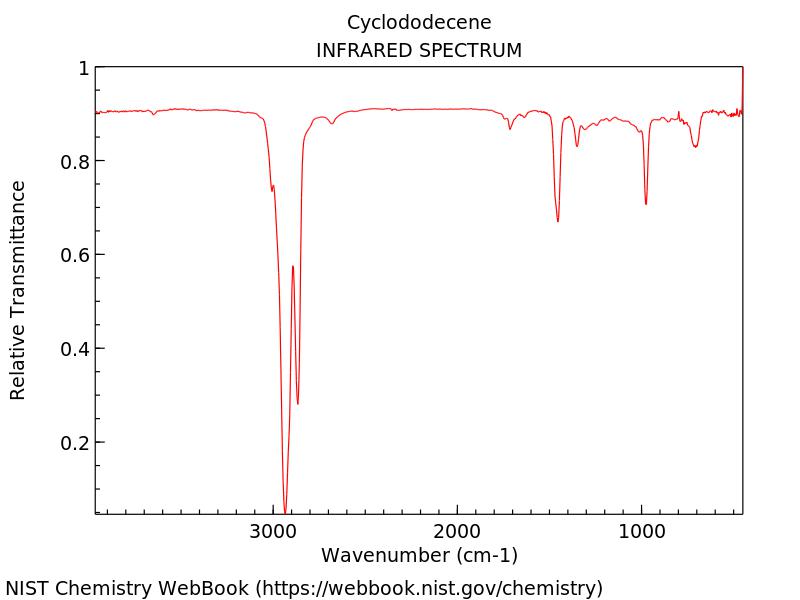 Cyclododecene
INFRARED SPECTRUM
1
0.8
0.6
0.4
0.2
Relative Transmittance
3000 2000 1000
Wavenumber (cm-1)
NIST Chemistry WebBook (https://webbook.nist.gov/chemistry)